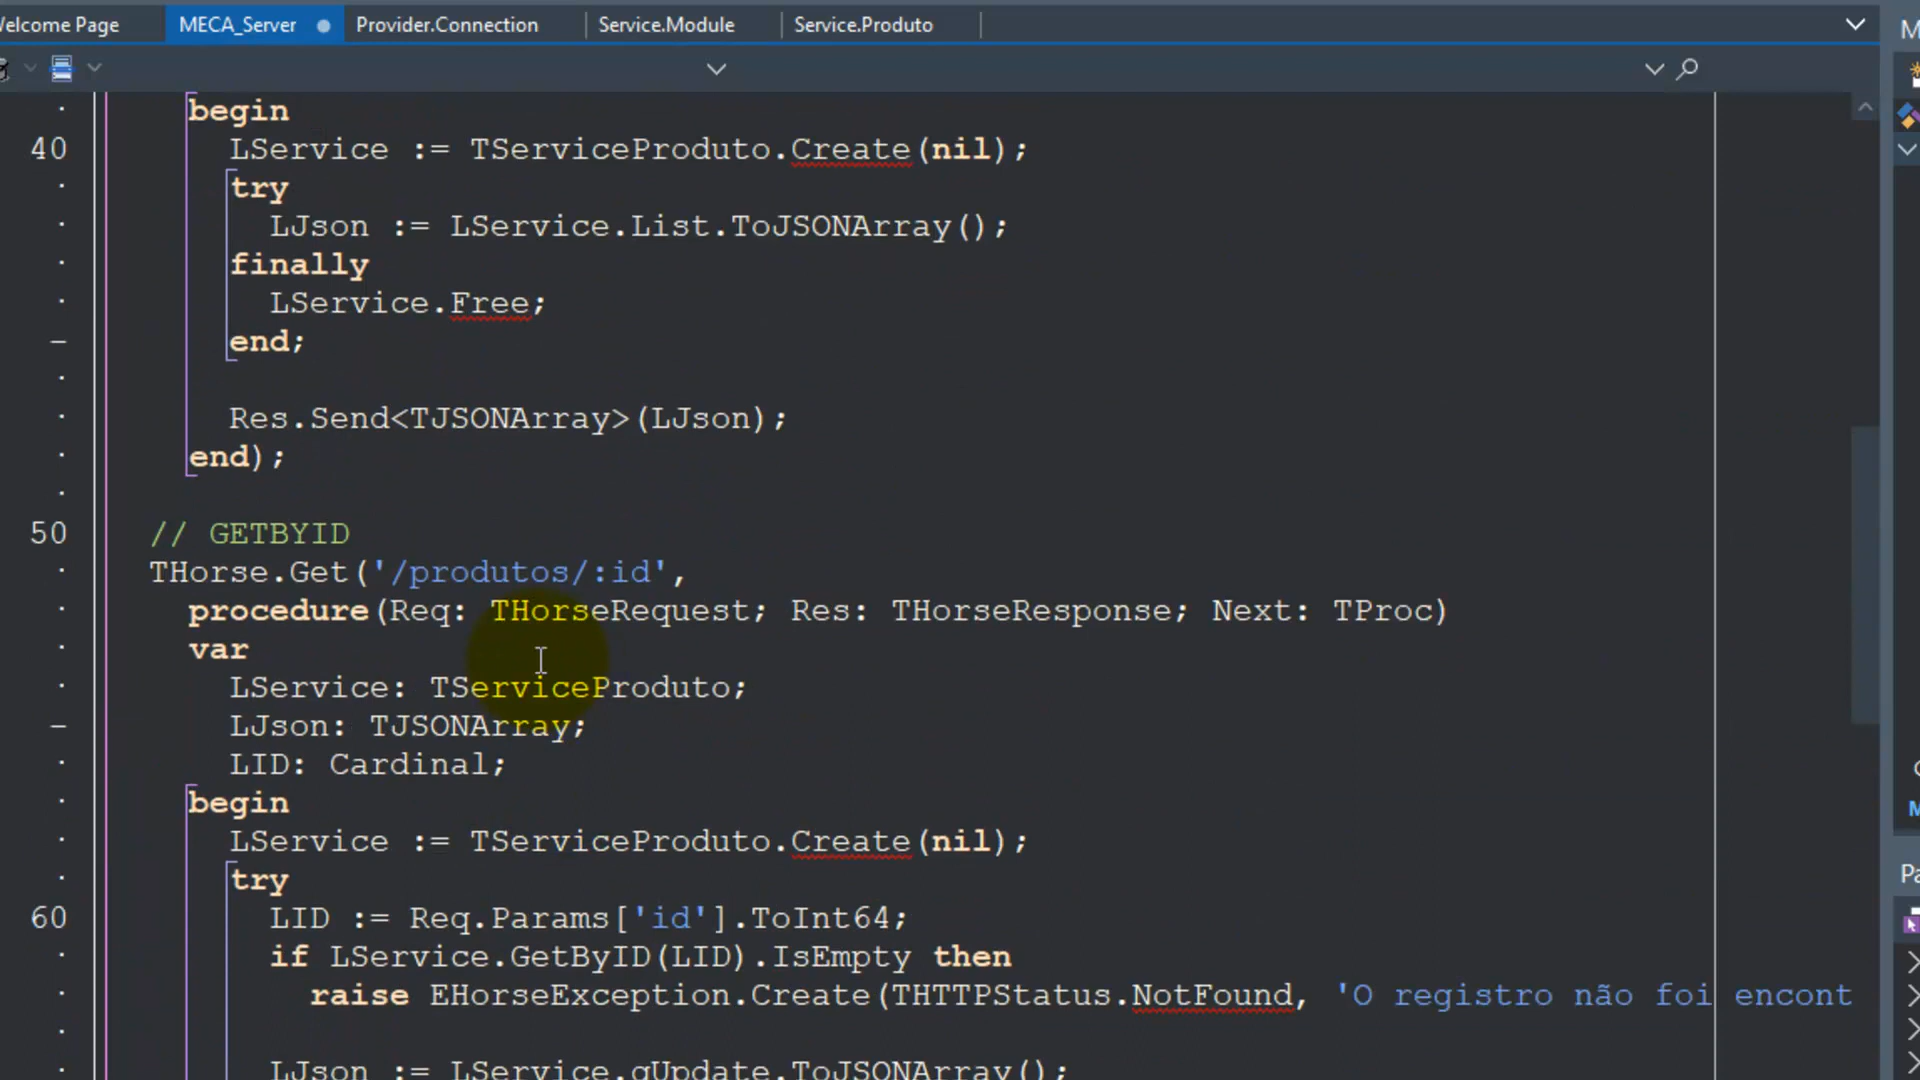 elcome Page MECA_Server Provider.Connection Service.Module Service.Produto
begin
40 LService := TServiceProduto.Create(nil);
try
LJson := LService.List.ToJSONArray();
finally
LService.Free;
end;
Res.Send<TJSONArray>(LJson);
end);
50 // GETBYID
THorse.Get('/produtos/:id',
procedure(Req: THorseRequest; Res: THorseResponse; Next: TProc)
var
LService: TServiceProduto;
LJson: TJSONArray;
LID: Cardinal;
begin
LService := TServiceProduto.Create(nil);
try
60 LID := Req.Params['id'].ToInt64;
if LService.GetByID(LID).IsEmpty then
raise EHorseException.Create(THTTPStatus.NotFound, 'O registro não foi encont
LJson := LService.qUpdate.ToJSONArray();